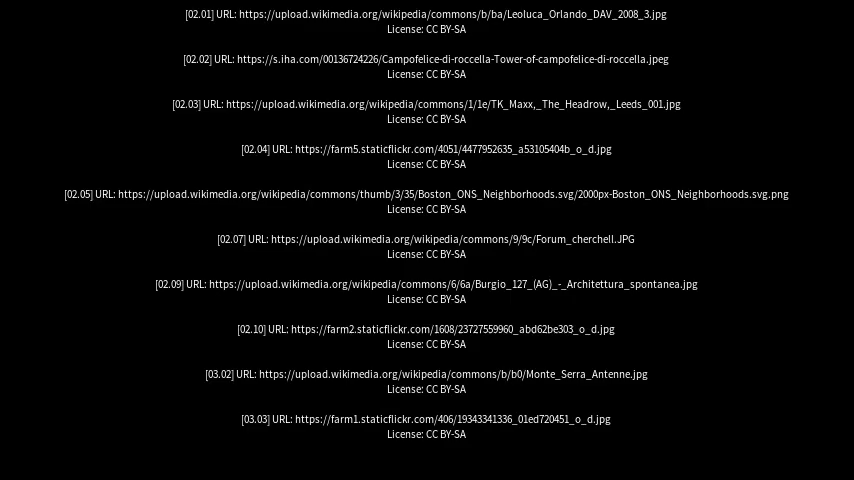 [02.01] URL: https://upload.wikimedia.org/wikipedia/commons/b/ba/Leoluca_Orlando_DAV_2008_3.jpg
License: CC BY-SA
[02.02] URL: https://s.iha.com/00136724226/Campofelice-di-roccella-Tower-of-campofelice-di-roccella.jpeg
License: CC BY-SA
[02.03] URL: https://upload.wikimedia.org/wikipedia/commons/1/1e/TK_Maxx,_The_Headrow,_Leeds_001.jpg
License: CC BY-SA
[02.04] URL: https://farm5.staticflickr.com/4051/4477952635_a53105404b_o_d.jpg
License: CC BY-SA
[02.05] URL: https://upload.wikimedia.org/wikipedia/commons/thumb/3/35/Boston_ONS_Neighborhoods.svg/2000px-Boston_ONS_Neighborhoods.svg.png
License: CC BY-SA
[02.07] URL: https://upload.wikimedia.org/wikipedia/commons/9/9c/Forum_cherchell.JPG
License: CC BY-SA
[02.09] URL: https://upload.wikimedia.org/wikipedia/commons/6/6a/Burgio_127_(AG)_-_Architettura_spontanea.jpg
License: CC BY-SA
[02.10] URL: https://farm2.staticflickr.com/1608/23727559960_abd62be303_o_d.jpg
License: CC BY-SA
[03.02] URL: https://upload.wikimedia.org/wikipedia/commons/b/b0/Monte_Serra_Antenne.jpg
License: CC BY-SA
[03.03] URL: https://farm1.staticflickr.com/406/19343341336_01ed720451_o_d.jpg
License: CC BY-SA